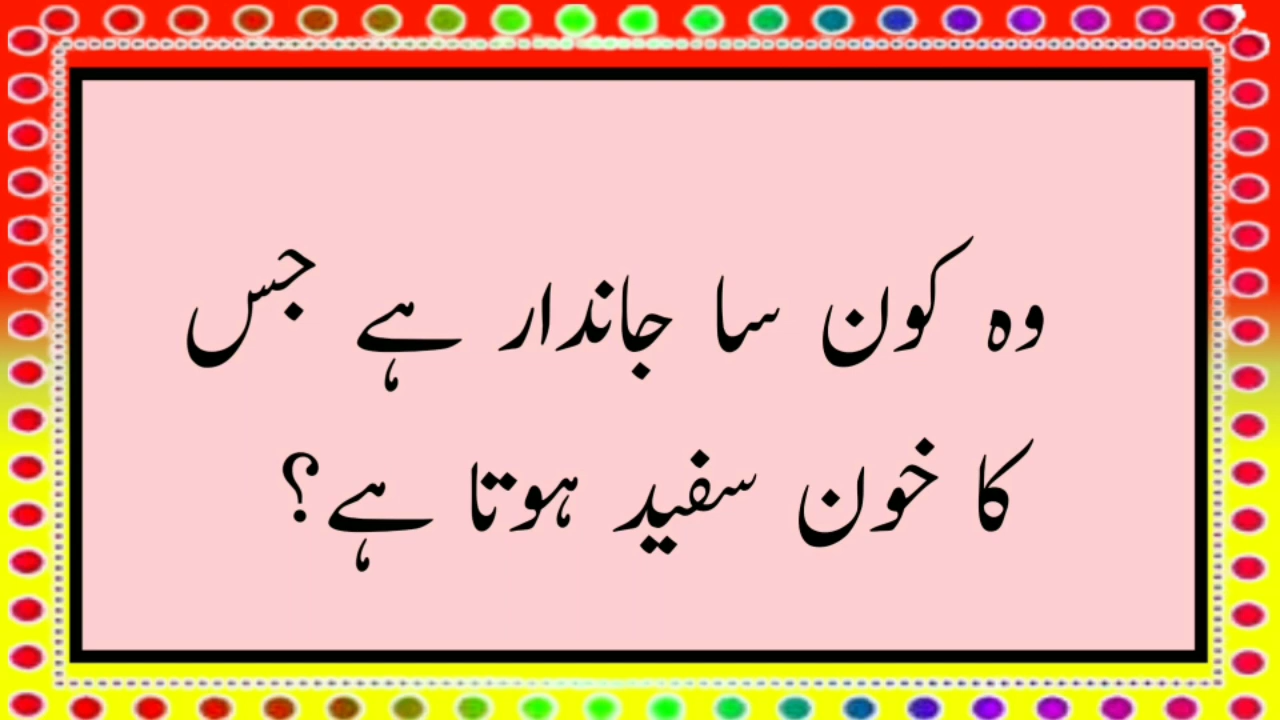 وہ کون سا جاندار ہے جس
کا خون سفید ہوتا ہے؟